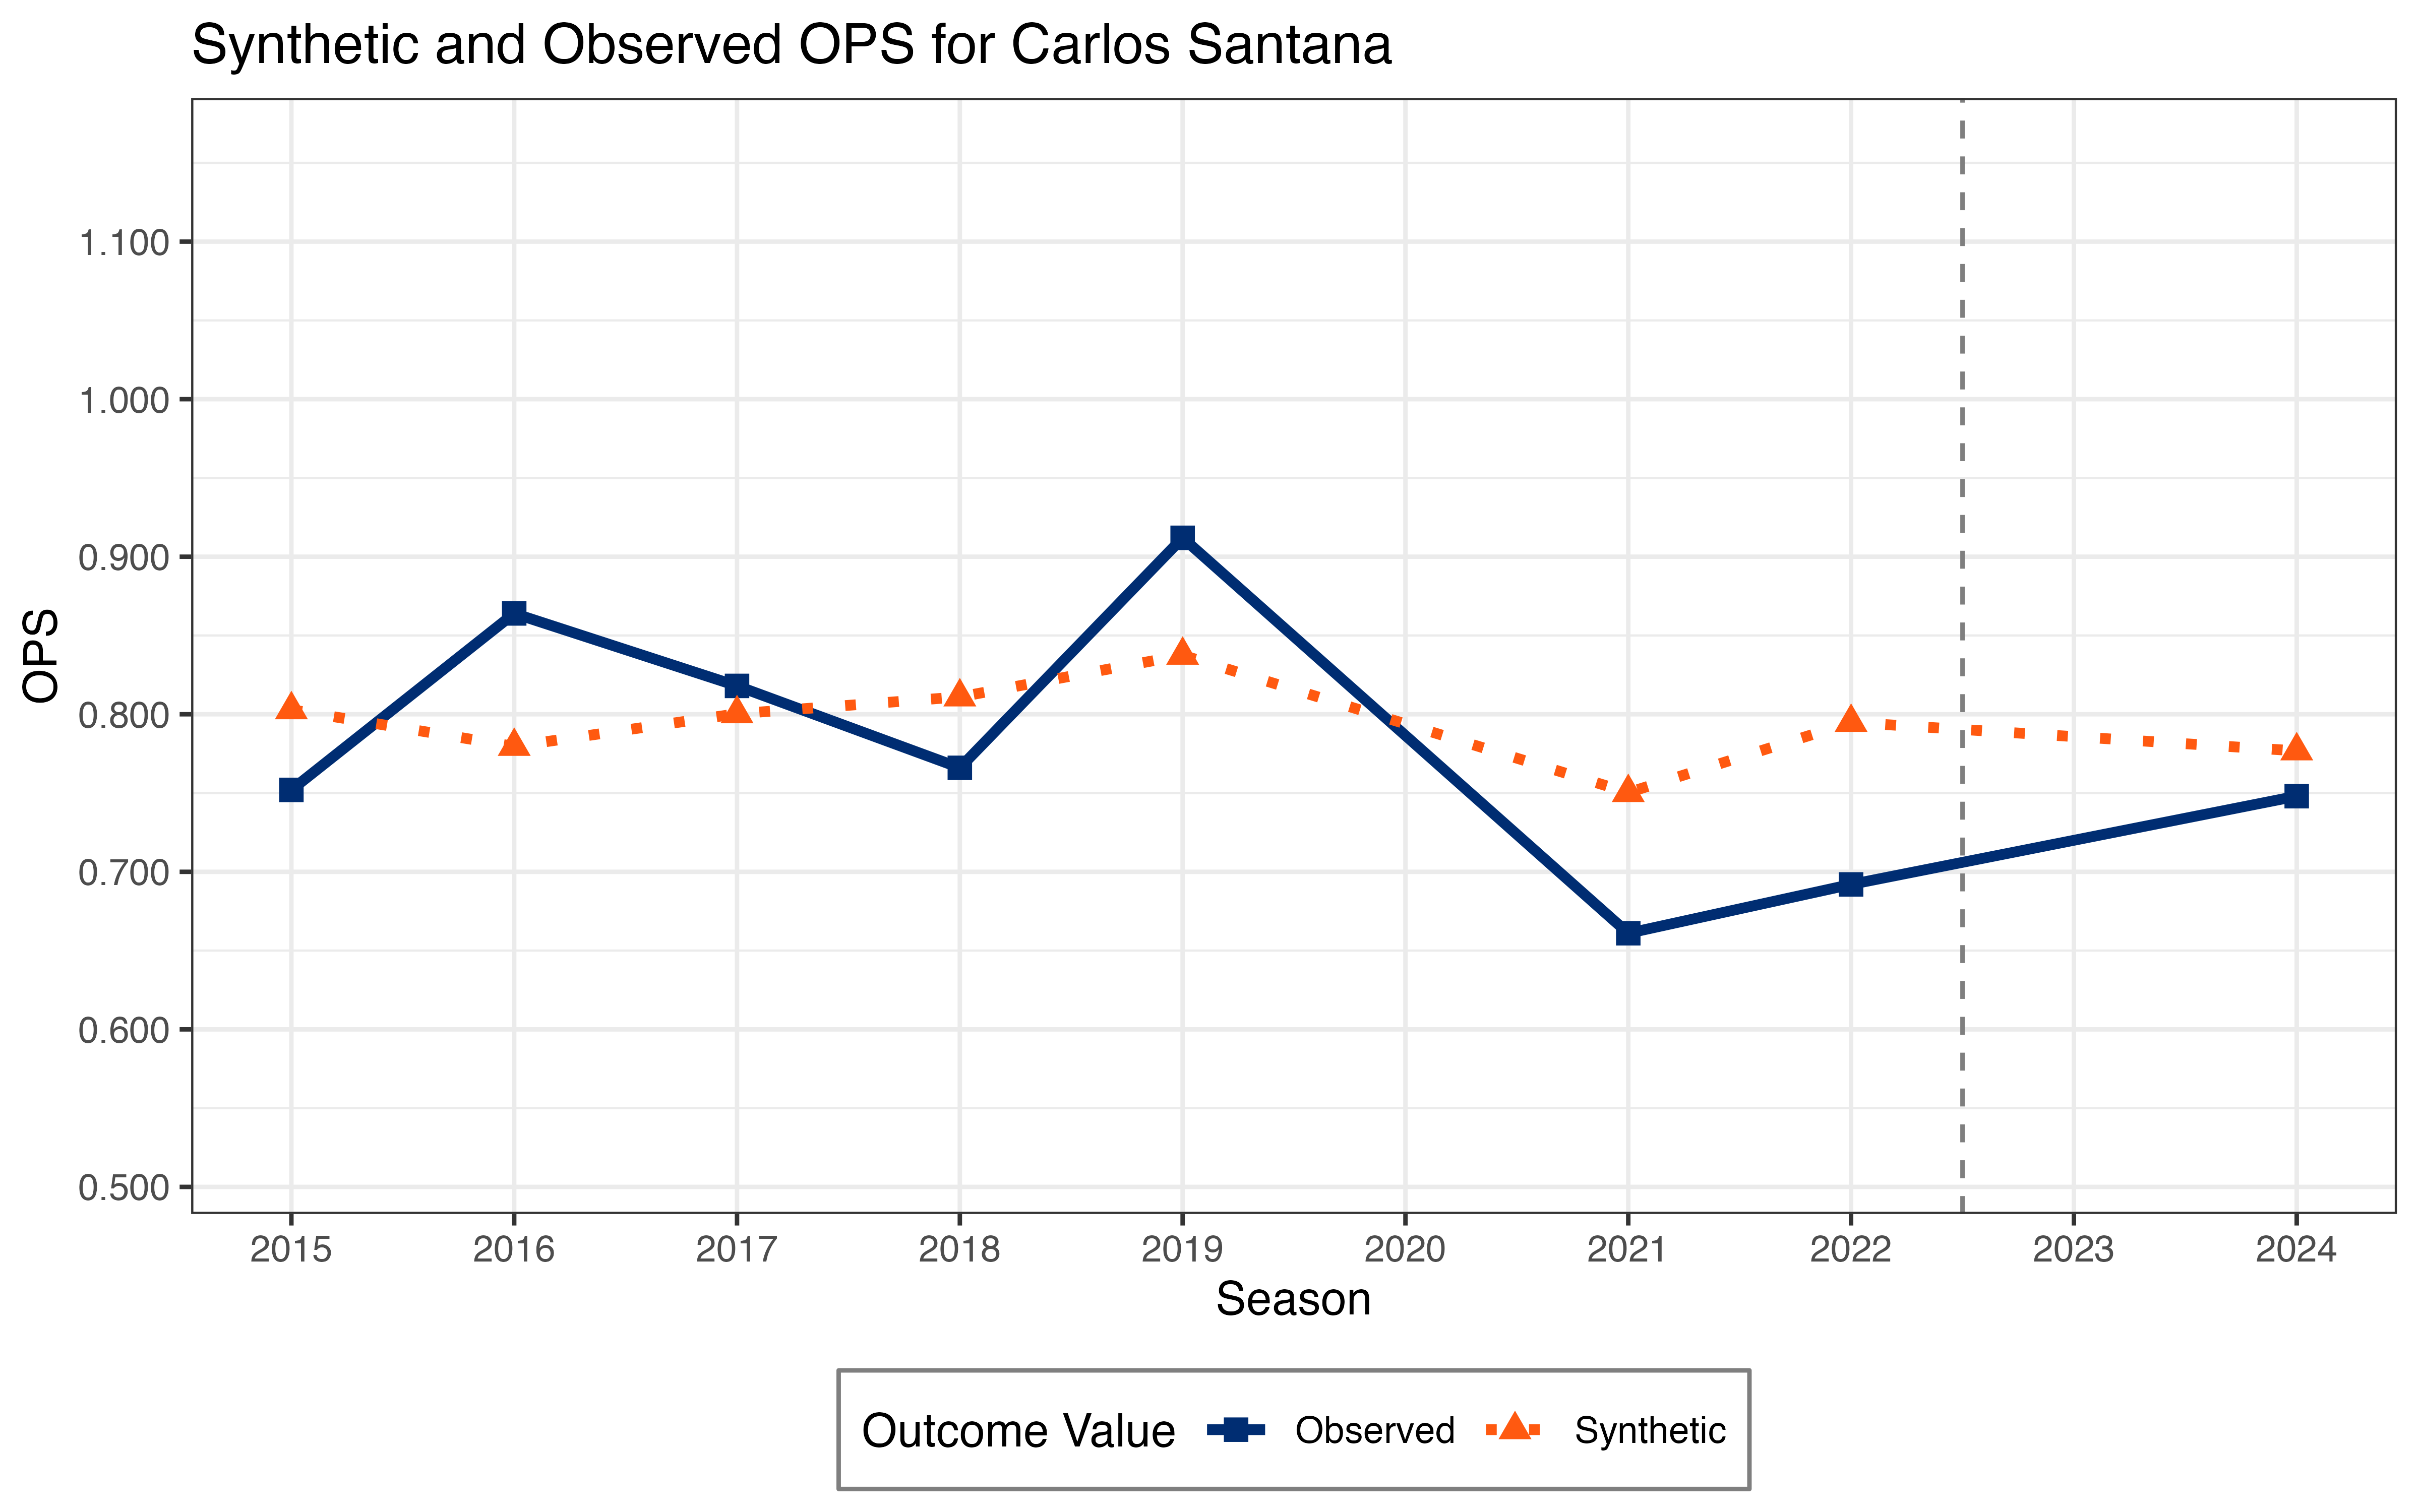 Synthetic and Observed OPS for Carlos Santana
1.100
1.000
0.900
0.800
0.700
0.600
0.500
OPS
2015 2016 2017 2018 2019 2020 2021 2022 2023 2024
Season
Outcome Value Observed Synthetic